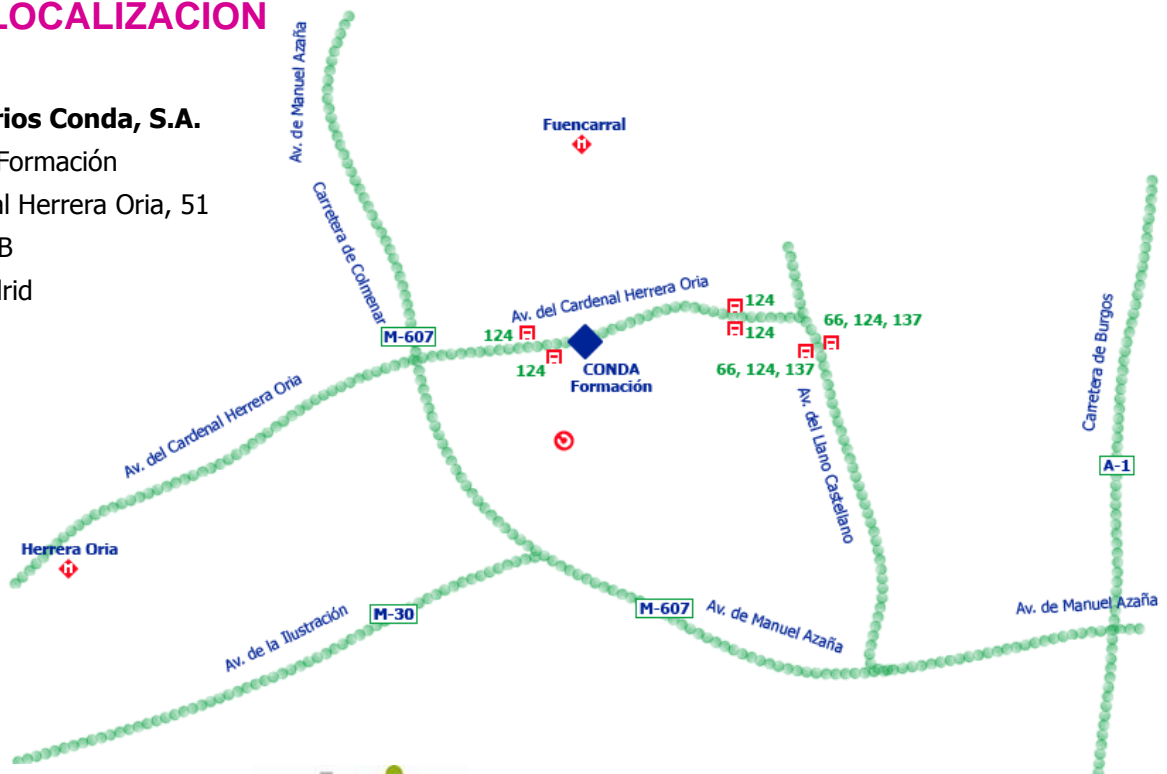 LOCALIZACION
rios Conda, S.A.
Formación
al Herrera Oria, 51
B
drid
Av. de Manuel Azaña
Fuencarral
Carretera de Colmenar
M-607
Av. del Cardenal Herrera Oria
124
124
124
124
CONDA
Formación
66, 124, 137
66, 124, 137
Av. del Cardenal Herrera Oria
Av. del Llano Castellano
Carretera de Burgos
A-1
Herrera Oria
Av. de la Ilustración
M-30
M-607
Av. de Manuel Azaña
Av. de Manuel Azaña